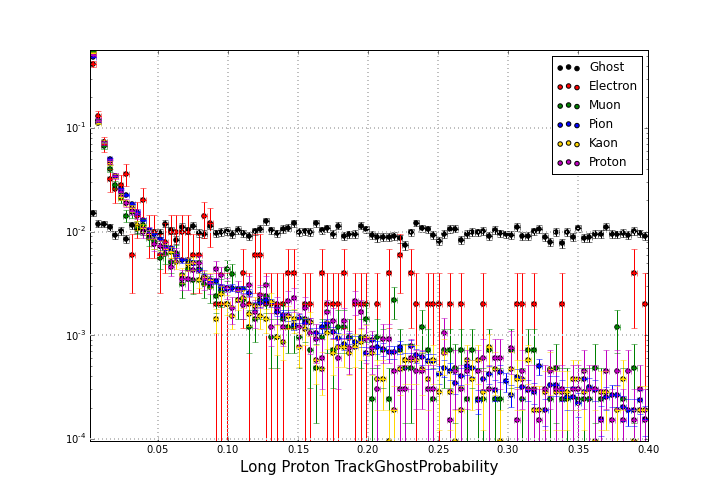 Ghost
Electron
Muon
Pion
Kaon
Proton
10^-1
10^-2
10^-3
10^-4
0.05 0.10 0.15 0.20 0.25 0.30 0.35 0.40
Long Proton TrackGhostProbability